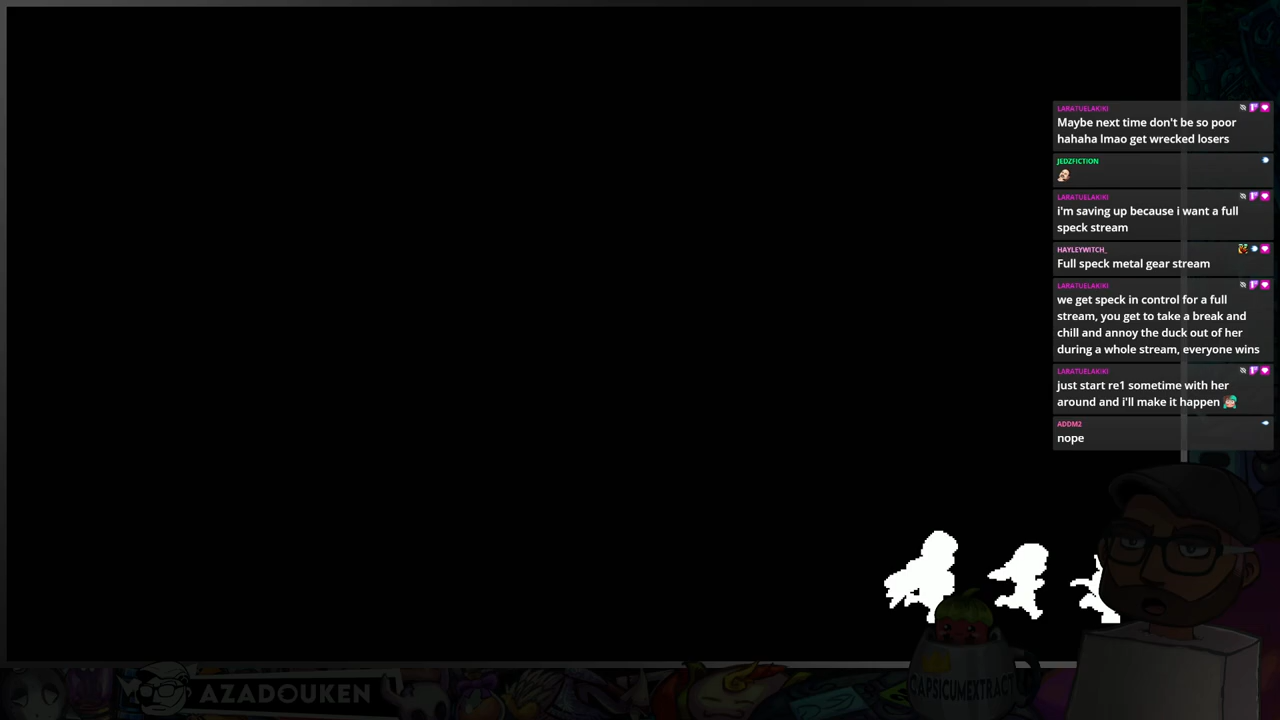 LARATUELAKIKI
Maybe next time don't be so poor
hahaha lmao get wrecked losers
JEDZFICTION
LARATUELAKIKI
i'm saving up because i want a full
speck stream
HAYLEYWITCH_
Full speck metal gear stream
LARATUELAKIKI
we get speck in control for a full
stream, you get to take a break and
chill and annoy the duck out of her
during a whole stream, everyone wins
LARATUELAKIKI
just start re1 sometime with her
around and i'll make it happen
ADDM2
nope
AZADOUKEN
CAPSICUMEXTRACT